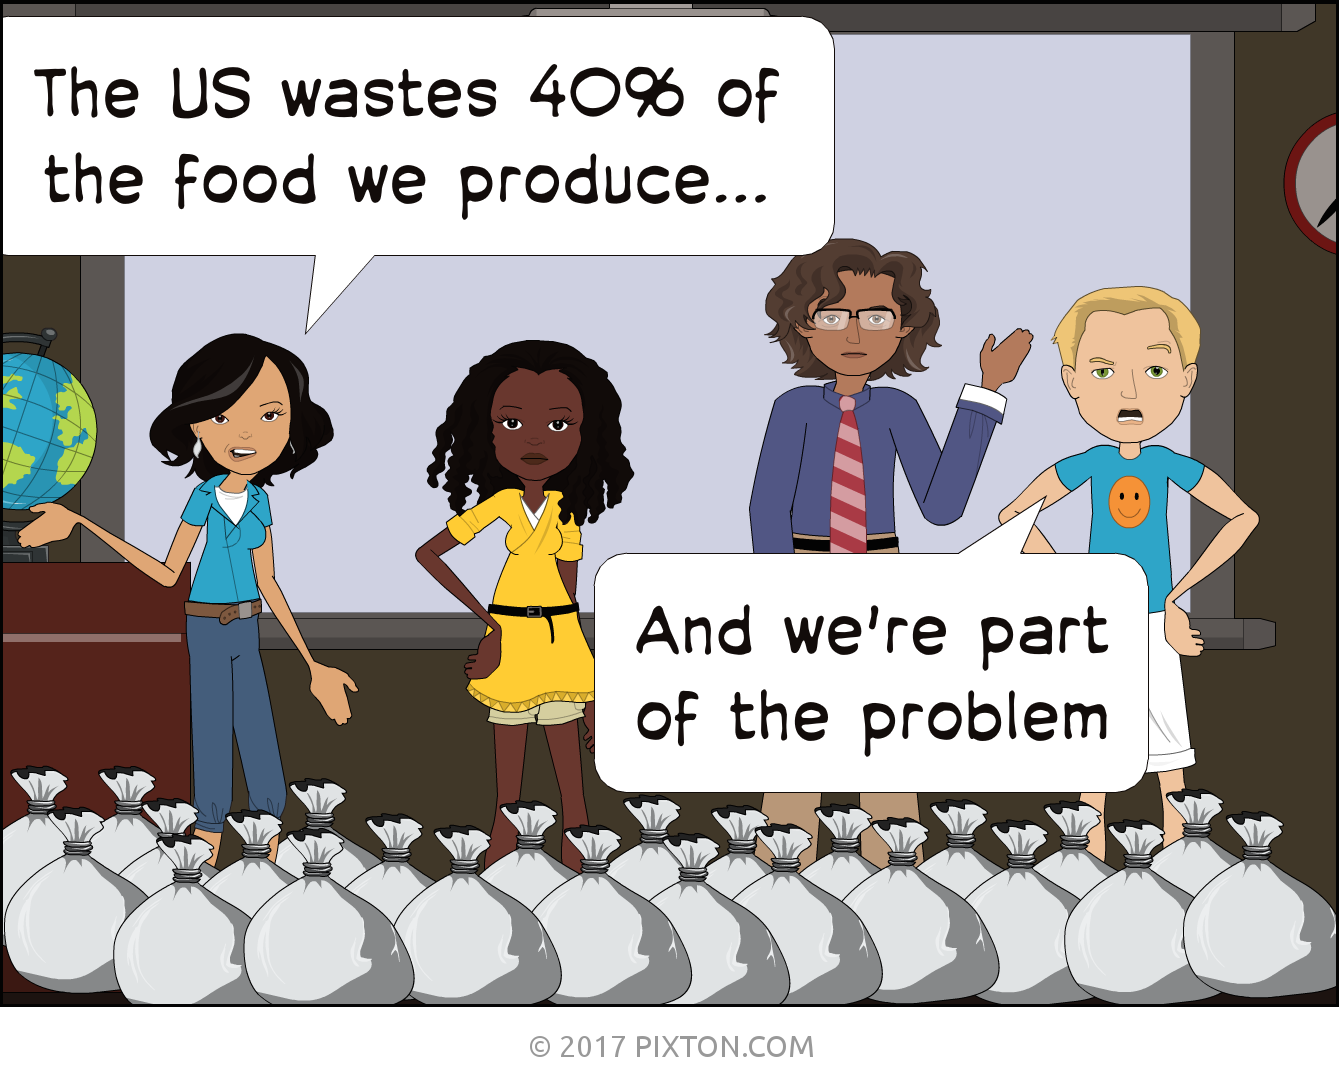 The US wastes 40% of
the food we produce...
And we're part
of the problem
© 2017 PIXTON.COM